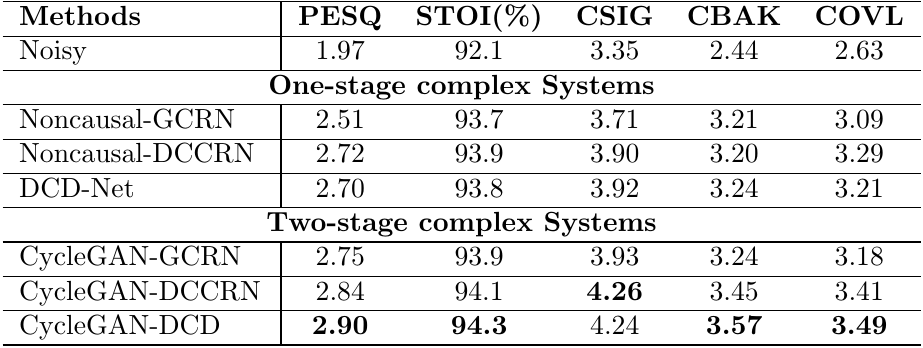 Methods PESQ STOI(%) CSIG CBAK COVL
Noisy 1.97 92.1 3.35 2.44 2.63
One-stage complex Systems
Noncausal-GCRN 2.51 93.7 3.71 3.21 3.09
Noncausal-DCCRN 2.72 93.9 3.90 3.20 3.29
DCD-Net 2.70 93.8 3.92 3.24 3.21
Two-stage complex Systems
CycleGAN-GCRN 2.75 93.9 3.93 3.24 3.18
CycleGAN-DCCRN 2.84 94.1 4.26 3.45 3.41
CycleGAN-DCD 2.90 94.3 4.24 3.57 3.49